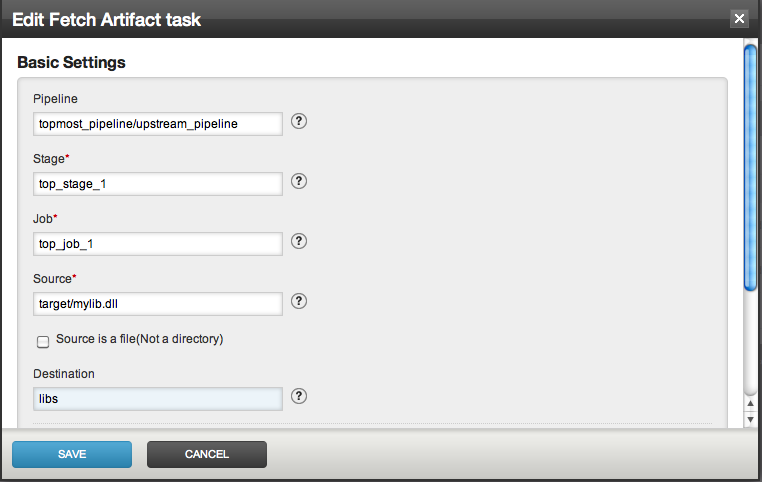 Edit Fetch Artifact task
Basic Settings
Pipeline
topmost_pipeline/upstream_pipeline
?
Stage*
top_stage_1
?
Job*
top_job_1
?
Source*
target/mylib.dll
?
Source is a file(Not a directory)
Destination
libs
?
SAVE
CANCEL